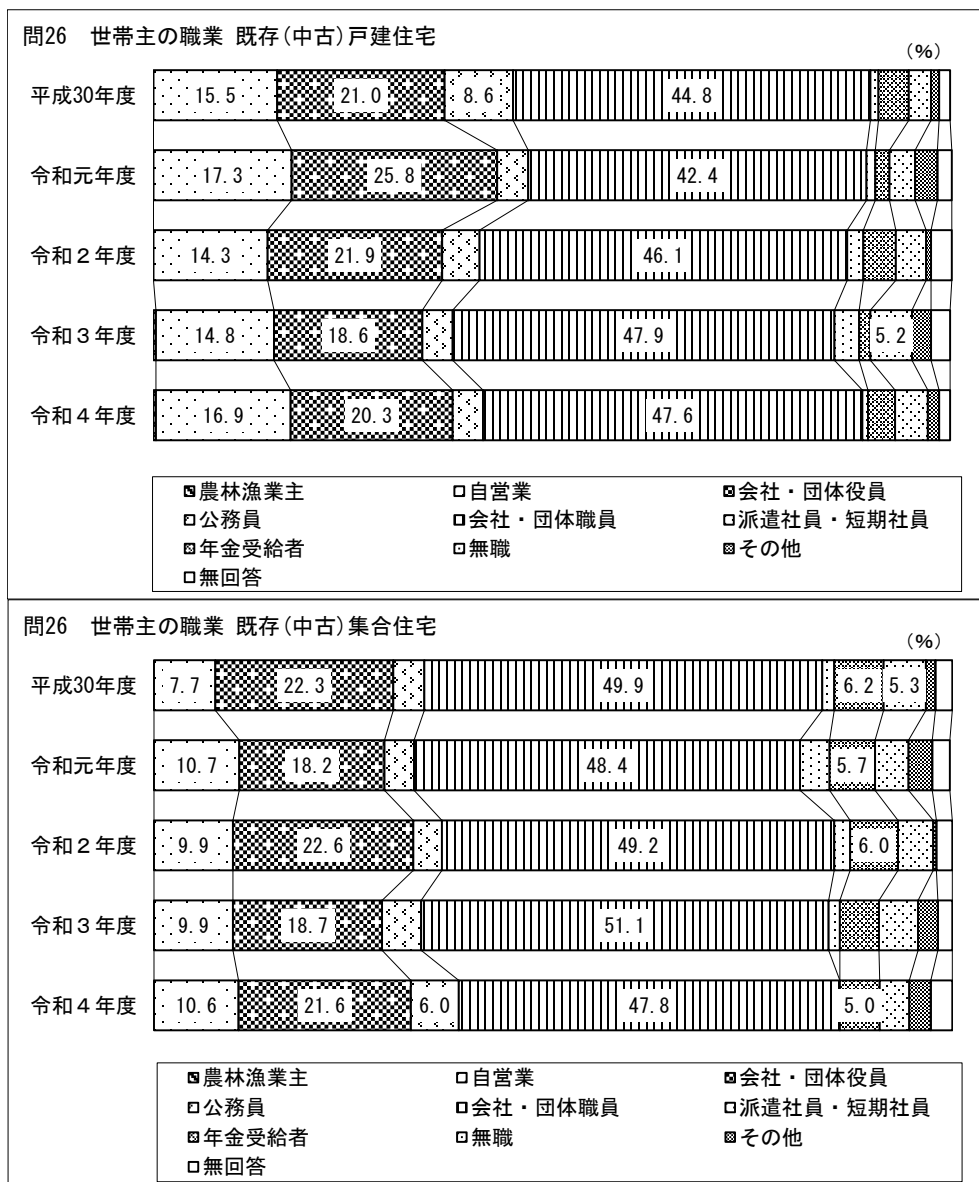 問26　世帯主の職業 既存(中古)戸建住宅
(%)
平成30年度 15.5 21.0 8.6 44.8
令和元年度 17.3 25.8 42.4
令和２年度 14.3 21.9 46.1
令和３年度 14.8 18.6 47.9 5.2
令和４年度 16.9 20.3 47.6
農林漁業主 自営業 会社・団体役員
公務員 会社・団体職員 派遣社員・短期社員
年金受給者 無職 その他
無回答
問26　世帯主の職業 既存(中古)集合住宅
(%)
平成30年度 7.7 22.3 49.9 6.2 5.3
令和元年度 10.7 18.2 48.4 5.7
令和２年度 9.9 22.6 49.2 6.0
令和３年度 9.9 18.7 51.1
令和４年度 10.6 21.6 6.0 47.8 5.0
農林漁業主 自営業 会社・団体役員
公務員 会社・団体職員 派遣社員・短期社員
年金受給者 無職 その他
無回答